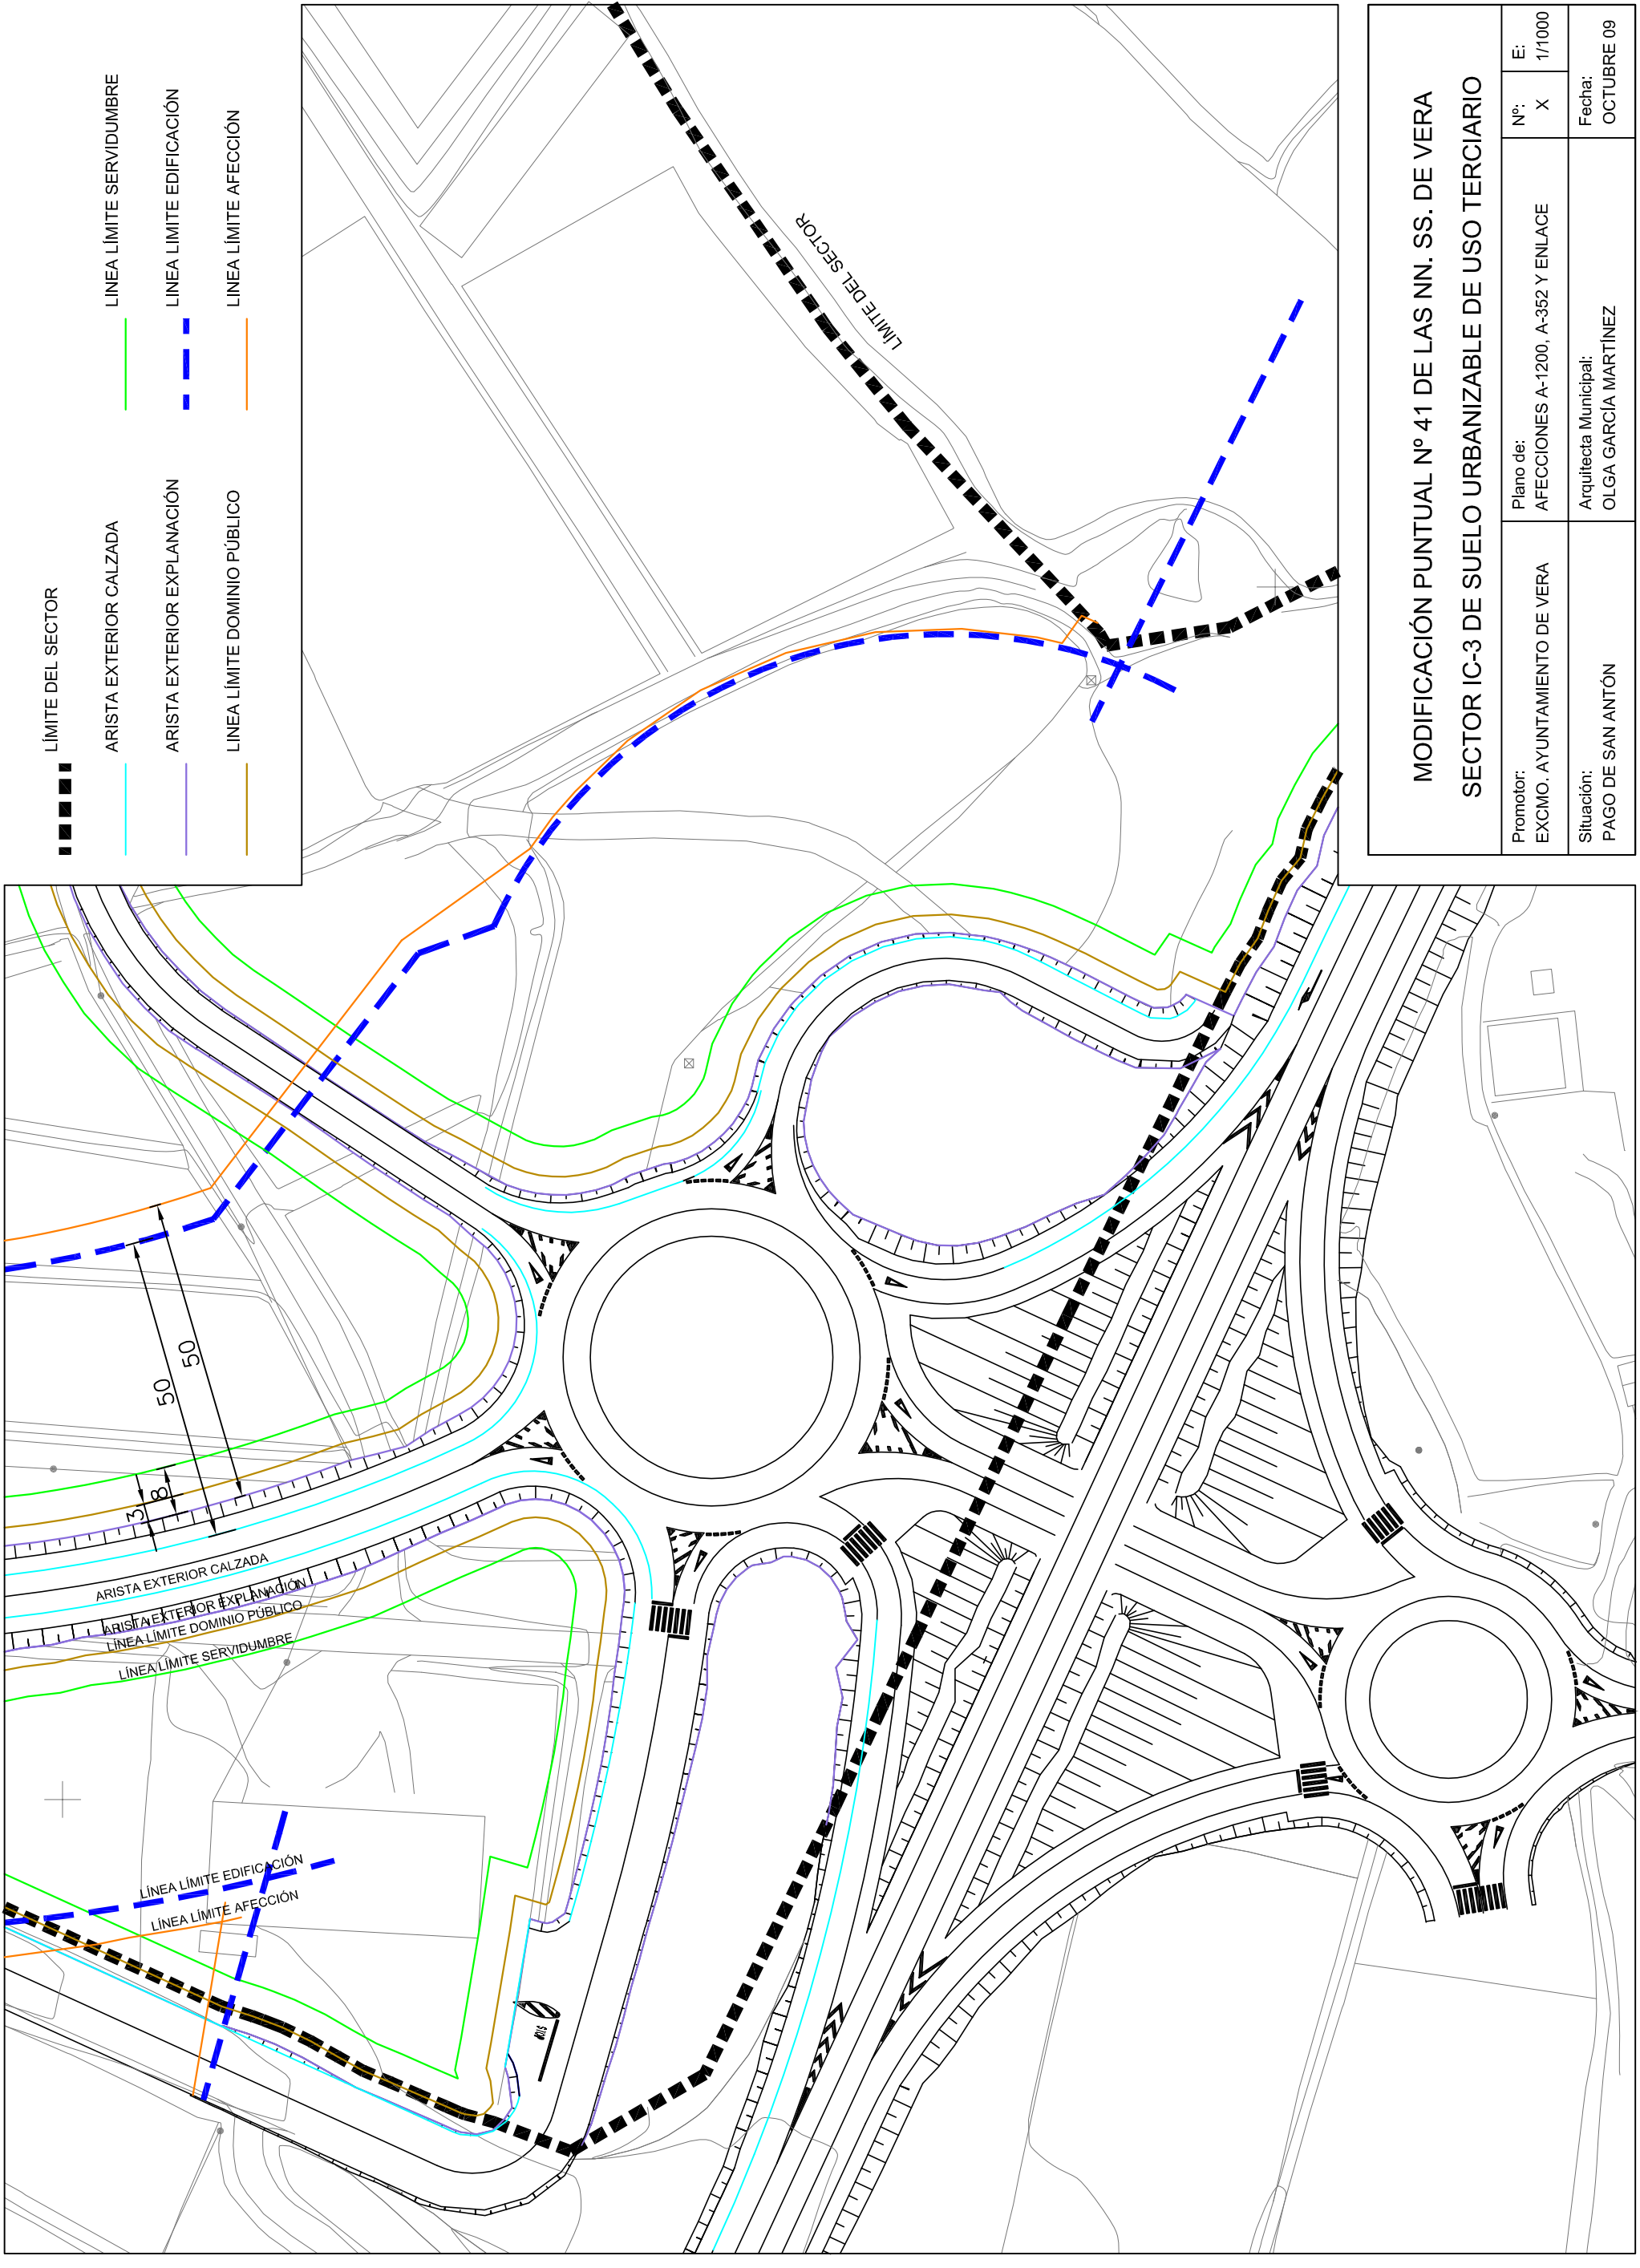 LÍMITE DEL SECTOR
ARISTA EXTERIOR CALZADA
ARISTA EXTERIOR EXPLANACIÓN
LINEA LÍMITE DOMINIO PÚBLICO
LINEA LÍMITE SERVIDUMBRE
LINEA LIMITE EDIFICACIÓN
LINEA LÍMITE AFECCIÓN
LÍMITE DEL SECTOR
50
50
3
8
ARISTA EXTERIOR CALZADA
ARISTA EXTERIOR EXPLANACIÓN
LÍNEA LÍMITE DOMINIO PÚBLICO
LÍNEA LÍMITE SERVIDUMBRE
LÍNEA LÍMITE EDIFICACIÓN
LÍNEA LÍMITE AFECCIÓN
STOP
MODIFICACIÓN PUNTUAL Nº 41 DE LAS NN. SS. DE VERA
SECTOR IC-3 DE SUELO URBANIZABLE DE USO TERCIARIO
Promotor:
EXCMO. AYUNTAMIENTO DE VERA
Plano de:
AFECCIONES A-1200, A-352 Y ENLACE
Nº:
X
E:
1/1000
Situación:
PAGO DE SAN ANTÓN
Arquitecta Municipal:
OLGA GARCÍA MARTÍNEZ
Fecha:
OCTUBRE 09